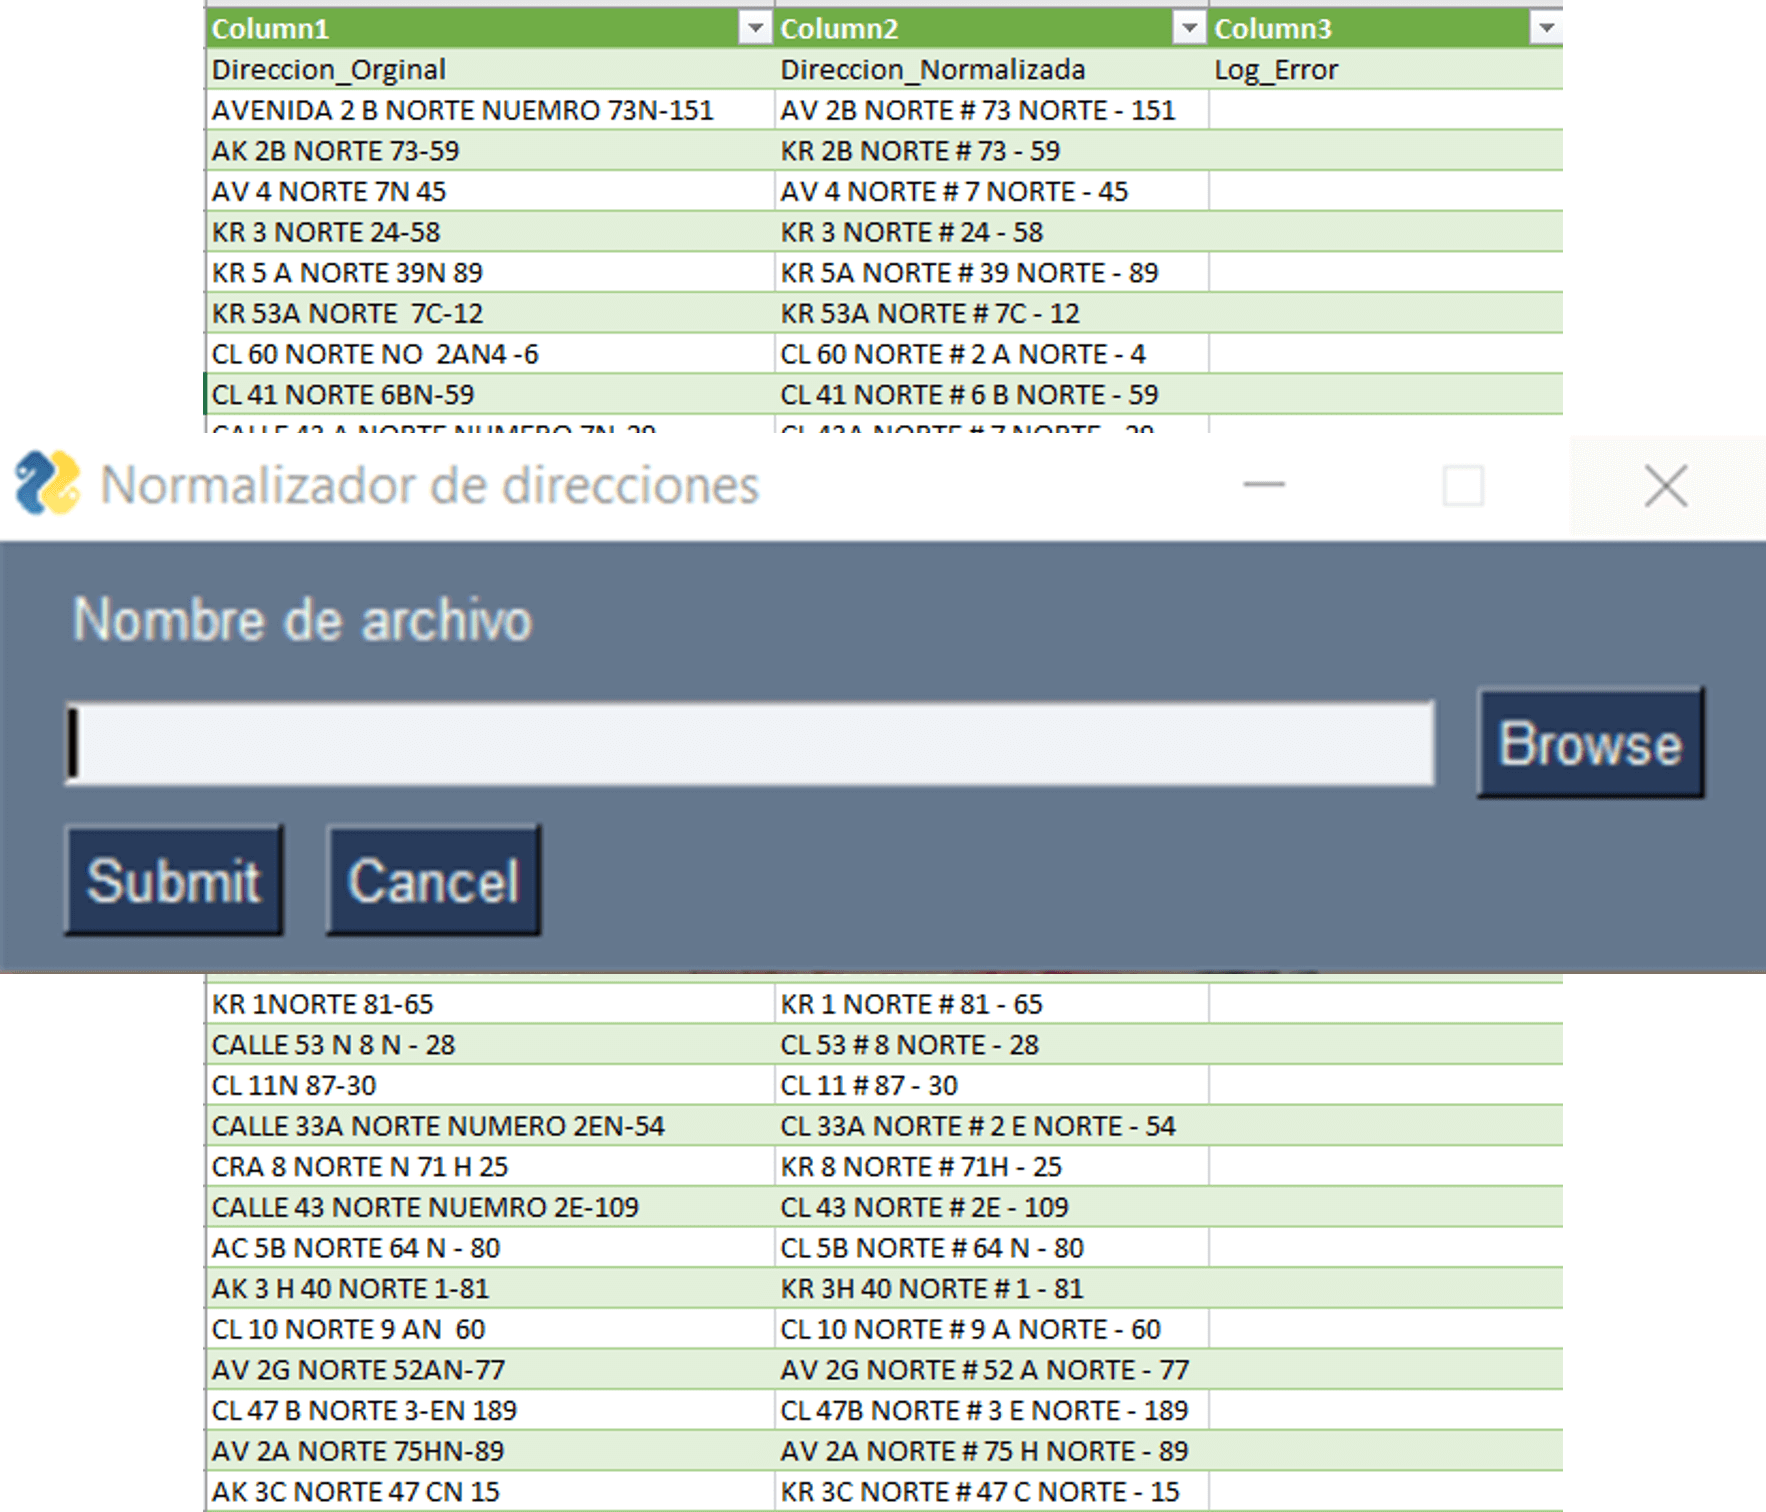 Column1 Column2 Column3
Direccion_Orginal Direccion_Normalizada Log_Error
AVENIDA 2 B NORTE NUEMRO 73N-151 AV 2B NORTE # 73 NORTE - 151
AK 2B NORTE 73-59 KR 2B NORTE # 73 - 59
AV 4 NORTE 7N 45 AV 4 NORTE # 7 NORTE - 45
KR 3 NORTE 24-58 KR 3 NORTE # 24 - 58
KR 5 A NORTE 39N 89 KR 5A NORTE # 39 NORTE - 89
KR 53A NORTE  7C-12 KR 53A NORTE # 7C - 12
CL 60 NORTE NO  2AN4 -6 CL 60 NORTE # 2 A NORTE - 4
CL 41 NORTE 6BN-59 CL 41 NORTE # 6 B NORTE - 59
CALLE 42 A NORTE NUMERO 7N-29 CL 42A NORTE # 7 NORTE - 29
Normalizador de direcciones
Nombre de archivo
Browse
Submit Cancel
KR 1NORTE 81-65 KR 1 NORTE # 81 - 65
CALLE 53 N 8 N - 28 CL 53 # 8 NORTE - 28
CL 11N 87-30 CL 11 # 87 - 30
CALLE 33A NORTE NUMERO 2EN-54 CL 33A NORTE # 2 E NORTE - 54
CRA 8 NORTE N 71 H 25 KR 8 NORTE # 71H - 25
CALLE 43 NORTE NUEMRO 2E-109 CL 43 NORTE # 2E - 109
AC 5B NORTE 64 N - 80 CL 5B NORTE # 64 N - 80
AK 3 H 40 NORTE 1-81 KR 3H 40 NORTE # 1 - 81
CL 10 NORTE 9 AN  60 CL 10 NORTE # 9 A NORTE - 60
AV 2G NORTE 52AN-77 AV 2G NORTE # 52 A NORTE - 77
CL 47 B NORTE 3-EN 189 CL 47B NORTE # 3 E NORTE - 189
AV 2A NORTE 75HN-89 AV 2A NORTE # 75 H NORTE - 89
AK 3C NORTE 47 CN 15 KR 3C NORTE # 47 C NORTE - 15